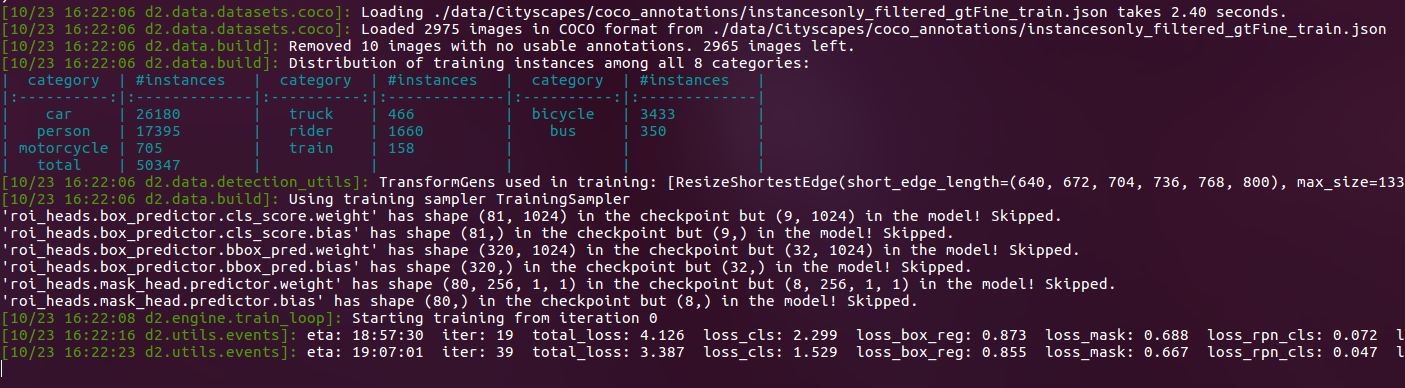 [10/23 16:22:06 d2.data.datasets.coco]: Loading ./data/Cityscapes/coco_annotations/instancesonly_filtered_gtFine_train.json takes 2.40 seconds.
[10/23 16:22:06 d2.data.datasets.coco]: Loaded 2975 images in COCO format from ./data/Cityscapes/coco_annotations/instancesonly_filtered_gtFine_train.json
[10/23 16:22:06 d2.data.build]: Removed 10 images with no usable annotations. 2965 images left.
[10/23 16:22:06 d2.data.build]: Distribution of training instances among all 8 categories:
|  category  | #instances   |  category  | #instances   |  category  | #instances   |
|:----------:|:-------------|:----------:|:-------------|:----------:|:-------------|
|    car     | 26180        |   truck    | 466          |  bicycle   | 3433         |
|   person   | 17395        |   rider    | 1660         |    bus     | 350          |
| motorcycle | 705          |   train    | 158          |            |              |
|   total    | 50347        |            |              |            |              |
[10/23 16:22:06 d2.data.detection_utils]: TransformGens used in training: [ResizeShortestEdge(short_edge_length=(640, 672, 704, 736, 768, 800), max_size=133
[10/23 16:22:06 d2.data.build]: Using training sampler TrainingSampler
'roi_heads.box_predictor.cls_score.weight' has shape (81, 1024) in the checkpoint but (9, 1024) in the model! Skipped.
'roi_heads.box_predictor.cls_score.bias' has shape (81,) in the checkpoint but (9,) in the model! Skipped.
'roi_heads.box_predictor.bbox_pred.weight' has shape (320, 1024) in the checkpoint but (32, 1024) in the model! Skipped.
'roi_heads.box_predictor.bbox_pred.bias' has shape (320,) in the checkpoint but (32,) in the model! Skipped.
'roi_heads.mask_head.predictor.weight' has shape (80, 256, 1, 1) in the checkpoint but (8, 256, 1, 1) in the model! Skipped.
'roi_heads.mask_head.predictor.bias' has shape (80,) in the checkpoint but (8,) in the model! Skipped.
[10/23 16:22:08 d2.engine.train_loop]: Starting training from iteration 0
[10/23 16:22:16 d2.utils.events]: eta: 18:57:30  iter: 19  total_loss: 4.126  loss_cls: 2.299  loss_box_reg: 0.873  loss_mask: 0.688  loss_rpn_cls: 0.072  l
[10/23 16:22:23 d2.utils.events]: eta: 19:07:01  iter: 39  total_loss: 3.387  loss_cls: 1.529  loss_box_reg: 0.855  loss_mask: 0.667  loss_rpn_cls: 0.047  l